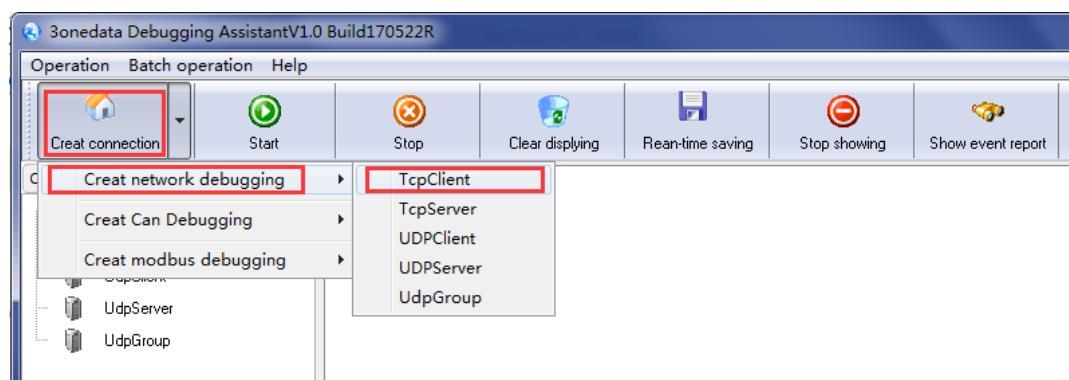 3onedata Debugging AssistantV1.0 Build170522R
Operation Batch operation Help
Creat connection Start Stop Clear displying Rean-time saving Stop showing Show event report
Creat network debugging TcpClient
TcpServer
Creat Can Debugging
UDPClient
Creat modbus debugging UDPServer
UdpGroup
UdpServer
UdpGroup